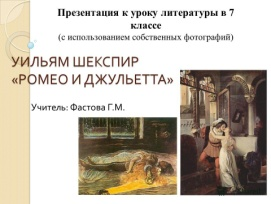 Презентация к уроку литературы в 7
классе
(с использованием собственных фотографий)
УИЛЬЯМ ШЕКСПИР
«РОМЕО И ДЖУЛЬЕТТА»
Учитель: Фастова Г.М.